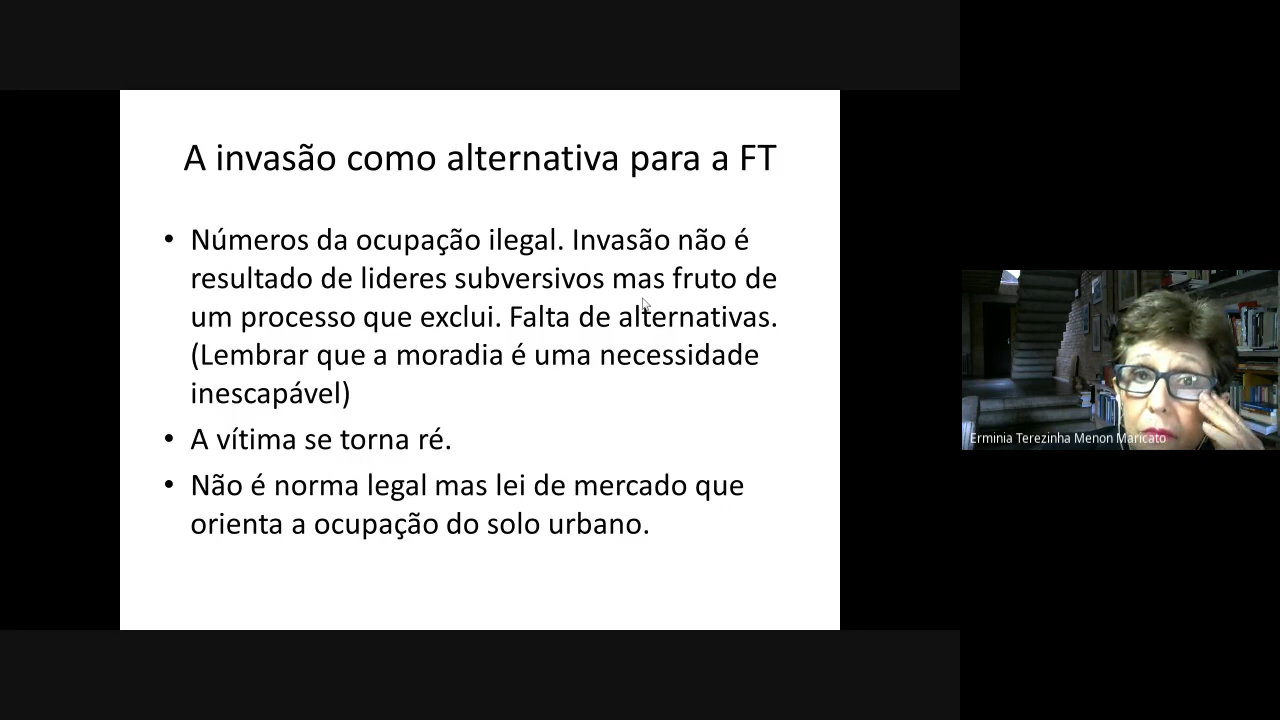 A invasão como alternativa para a FT
• Números da ocupação ilegal. Invasão não é
resultado de lideres subversivos mas fruto de
um processo que exclui. Falta de alternativas.
(Lembrar que a moradia é uma necessidade
inescapável)
• A vítima se torna ré.
• Não é norma legal mas lei de mercado que
orienta a ocupação do solo urbano.
Erminia Terezinha Menon Maricato